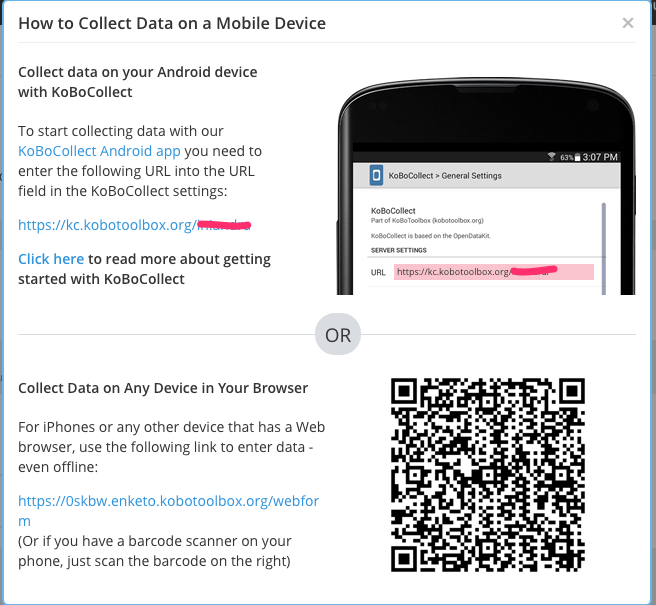 How to Collect Data on a Mobile Device
×
Collect data on your Android device
with KoBoCollect
To start collecting data with our
KoBoCollect Android app you need to
enter the following URL into the URL
field in the KoBoCollect settings:
https://kc.kobotoolbox.org/
Click here to read more about getting
started with KoBoCollect
63% 3:07 PM
KoBoCollect > General Settings
KoBoCollect
Part of KoBoToolbox (kobotoolbox.org)
KoBoCollect is based on the OpenDataKit.
SERVER SETTINGS
URL https://kc.kobotoolbox.org/
OR
Collect Data on Any Device in Your Browser
For iPhones or any other device that has a Web
browser, use the following link to enter data -
even offline:
https://0skbw.enketo.kobotoolbox.org/webfor
m
(Or if you have a barcode scanner on your
phone, just scan the barcode on the right)